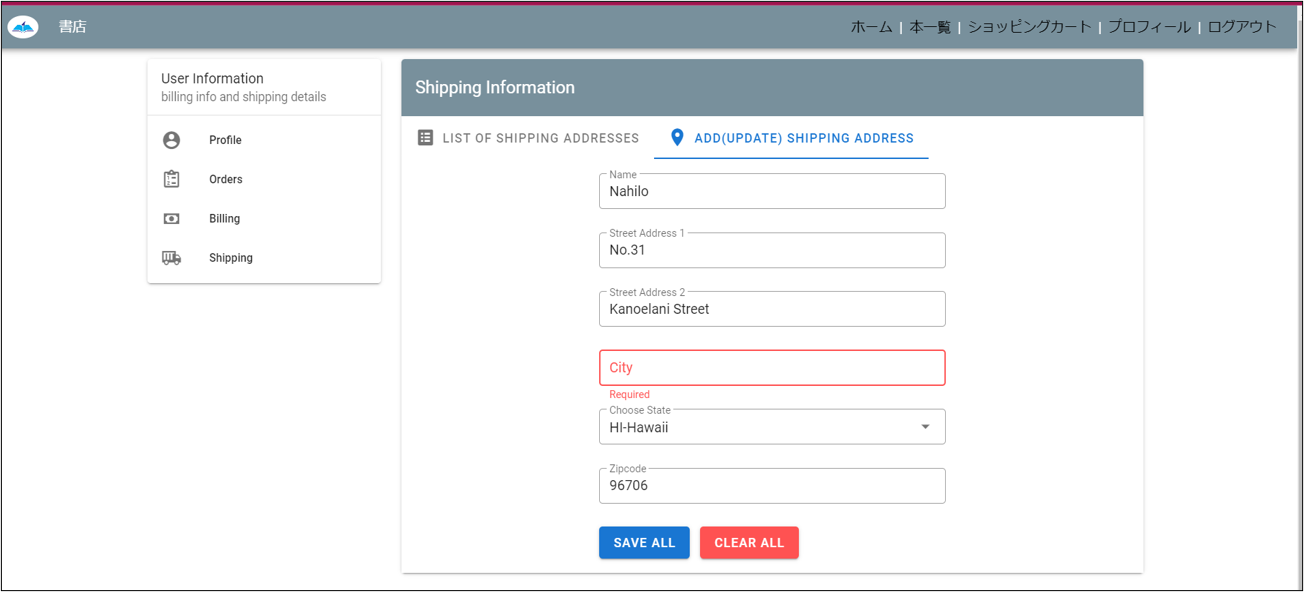 書店
ホーム | 本一覧 | ショッピングカート | プロフィール | ログアウト
User Information
billing info and shipping details
Profile
Orders
Billing
Shipping
Shipping Information
LIST OF SHIPPING ADDRESSES
ADD(UPDATE) SHIPPING ADDRESS
Name
Nahilo
Street Address 1
No.31
Street Address 2
Kanoelani Street
City
Required
Choose State
HI-Hawaii
Zipcode
96706
SAVE ALL
CLEAR ALL